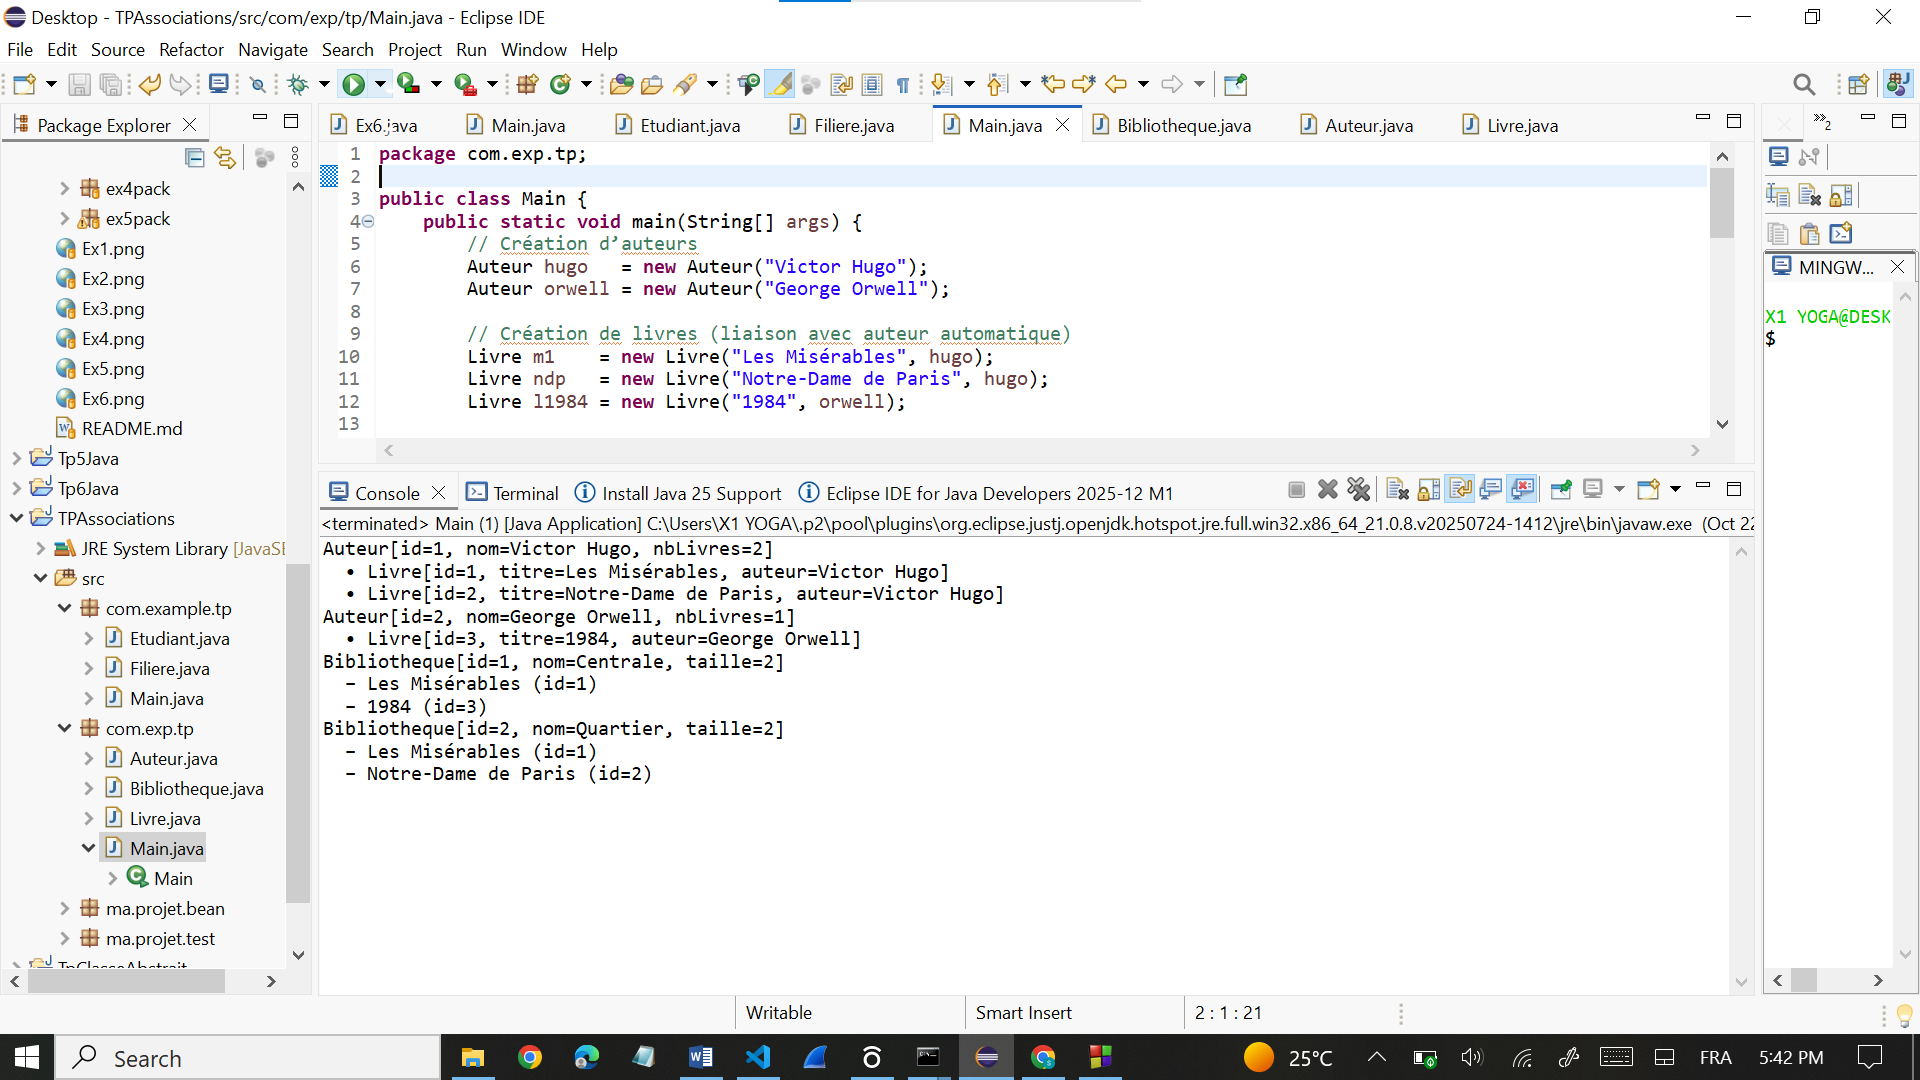 Desktop - TPAssociations/src/com/exp/tp/Main.java - Eclipse IDE
File Edit Source Refactor Navigate Search Project Run Window Help
Package Explorer
ex4pack
ex5pack
Ex1.png
Ex2.png
Ex3.png
Ex4.png
Ex5.png
Ex6.png
README.md
Tp5Java
Tp6Java
TPAssociations
JRE System Library [JavaSE
src
com.example.tp
Etudiant.java
Filiere.java
Main.java
com.exp.tp
Auteur.java
Bibliotheque.java
Livre.java
Main.java
Main
ma.projet.bean
ma.projet.test
TpClasseAbstrait
Ex6.java Main.java Etudiant.java Filiere.java Main.java Bibliotheque.java Auteur.java Livre.java
1 package com.exp.tp;
2
3 public class Main {
4 public static void main(String[] args) {
5 // Création d’auteurs
6 Auteur hugo = new Auteur("Victor Hugo");
7 Auteur orwell = new Auteur("George Orwell");
8
9 // Création de livres (liaison avec auteur automatique)
10 Livre m1 = new Livre("Les Misérables", hugo);
11 Livre ndp = new Livre("Notre-Dame de Paris", hugo);
12 Livre l1984 = new Livre("1984", orwell);
13
Console Terminal Install Java 25 Support Eclipse IDE for Java Developers 2025-12 M1
<terminated> Main (1) [Java Application] C:\Users\X1 YOGA\.p2\pool\plugins\org.eclipse.justj.openjdk.hotspot.jre.full.win32.x86_64_21.0.8.v20250724-1412\jre\bin\javaw.exe (Oct 22
Auteur[id=1, nom=Victor Hugo, nbLivres=2]
• Livre[id=1, titre=Les Misérables, auteur=Victor Hugo]
• Livre[id=2, titre=Notre-Dame de Paris, auteur=Victor Hugo]
Auteur[id=2, nom=George Orwell, nbLivres=1]
• Livre[id=3, titre=1984, auteur=George Orwell]
Bibliotheque[id=1, nom=Centrale, taille=2]
– Les Misérables (id=1)
– 1984 (id=3)
Bibliotheque[id=2, nom=Quartier, taille=2]
– Les Misérables (id=1)
– Notre-Dame de Paris (id=2)
»2
MINGW...
X1 YOGA@DESK
$
Writable Smart Insert 2 : 1 : 21
Search 25°C FRA 5:42 PM